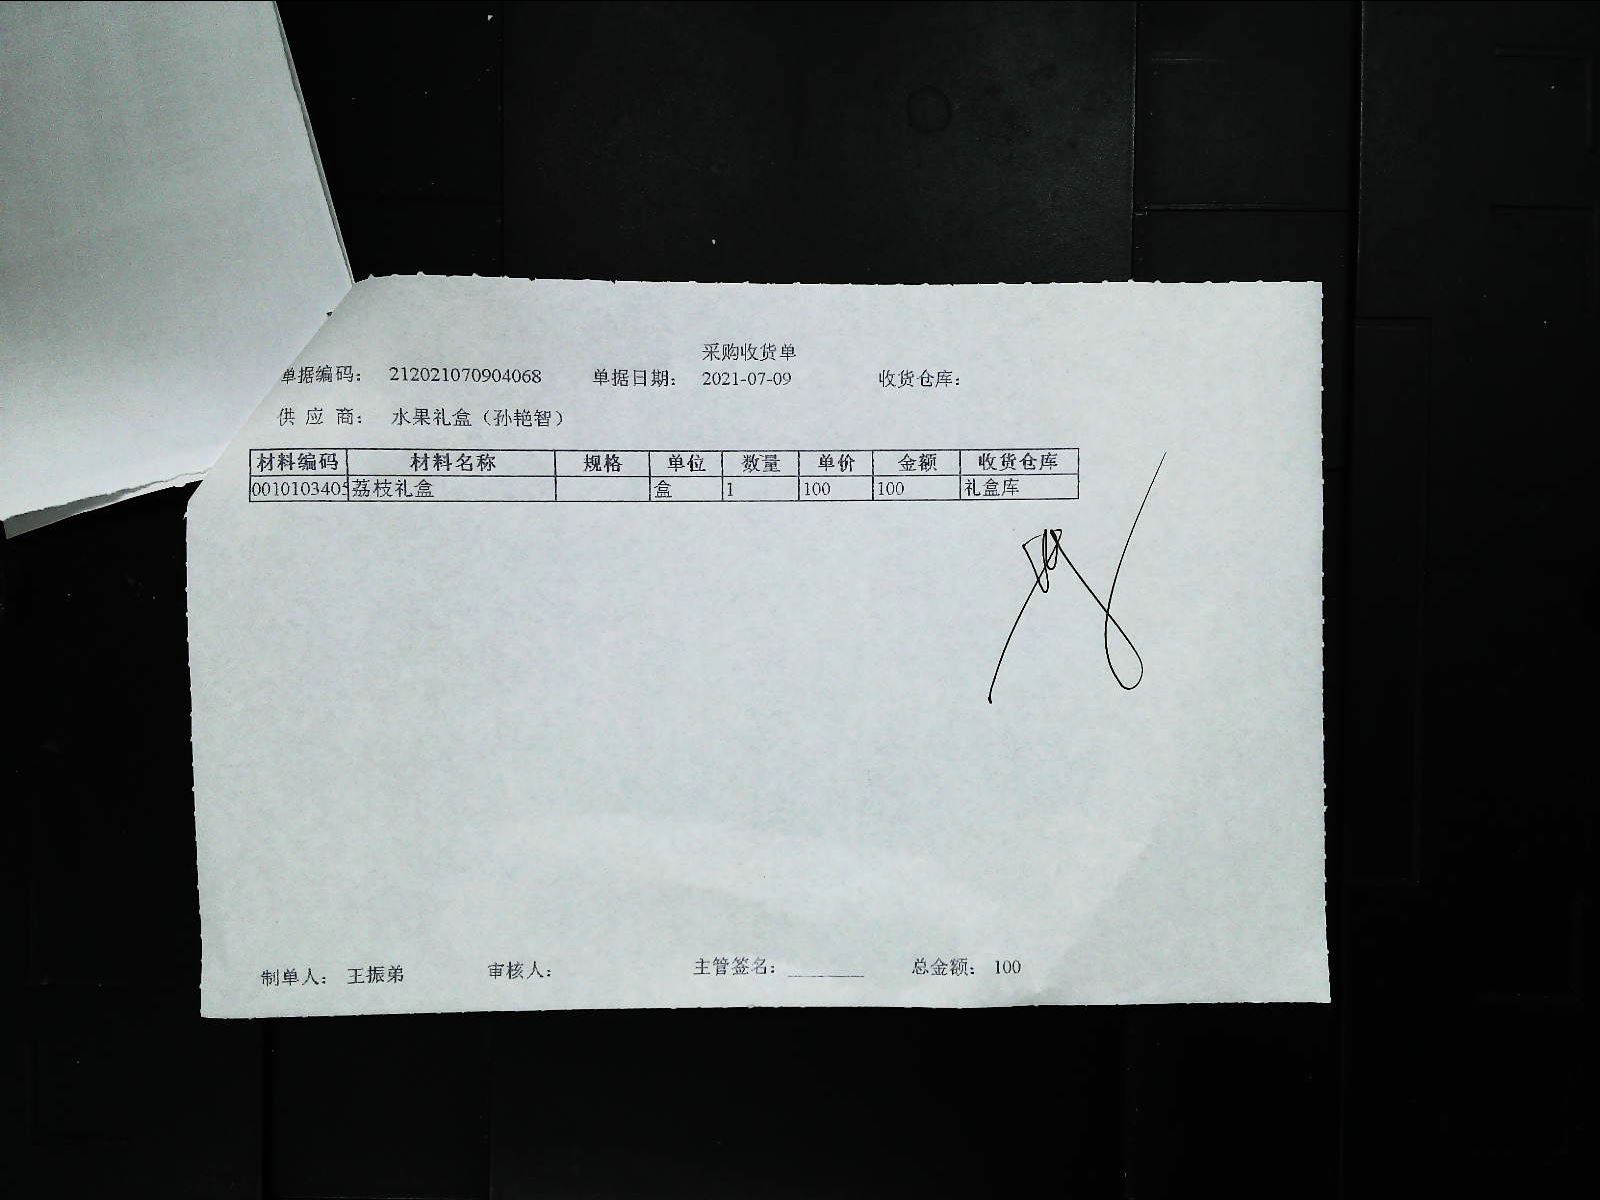 采购收货单
单据编码： 212021070904068 单据日期： 2021-07-09 收货仓库：
供 应 商： 水果礼盒（孙艳智）
材料编码 材料名称 规格 单位 数量 单价 金额 收货仓库
0010103405 荔枝礼盒 盒 1 100 100 礼盒库
制单人： 王振弟 审核人： 主管签名： 总金额： 100